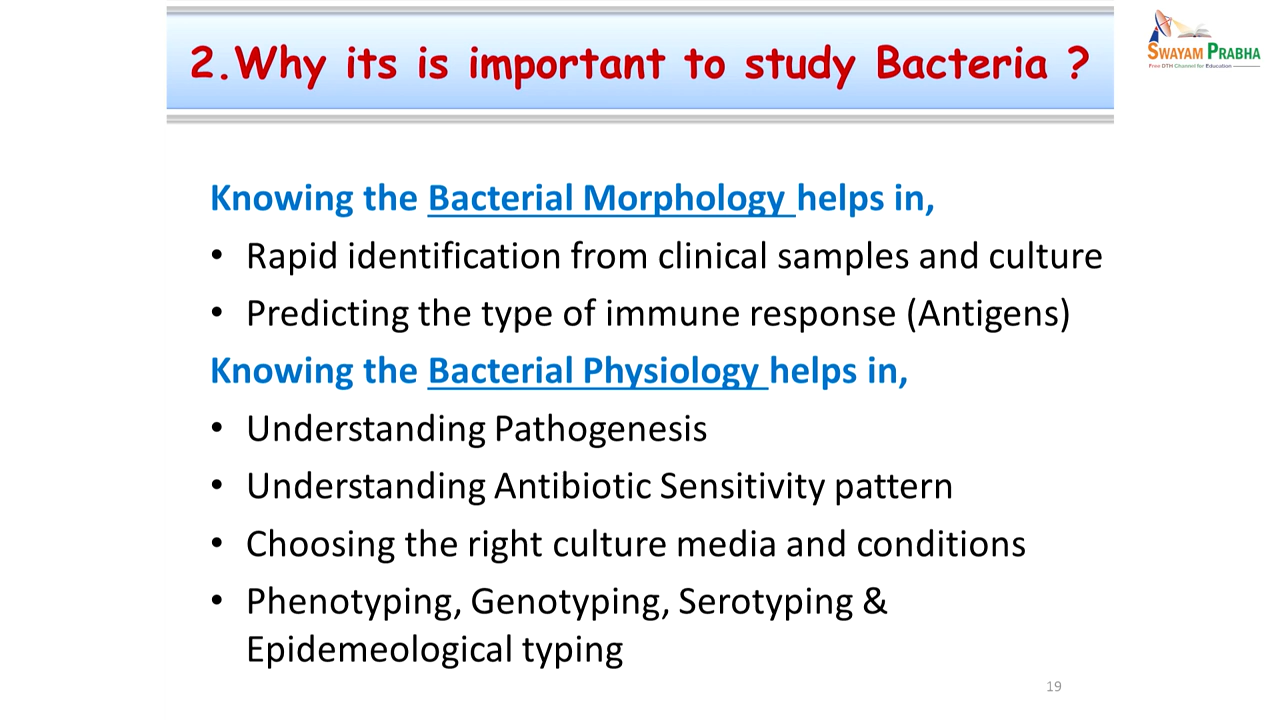 2.Why its is important to study Bacteria ?
SWAYAM PRABHA
Free DTH Channel for Education
Knowing the Bacterial Morphology helps in,
• Rapid identification from clinical samples and culture
• Predicting the type of immune response (Antigens)
Knowing the Bacterial Physiology helps in,
• Understanding Pathogenesis
• Understanding Antibiotic Sensitivity pattern
• Choosing the right culture media and conditions
• Phenotyping, Genotyping, Serotyping &
Epidemeological typing
19